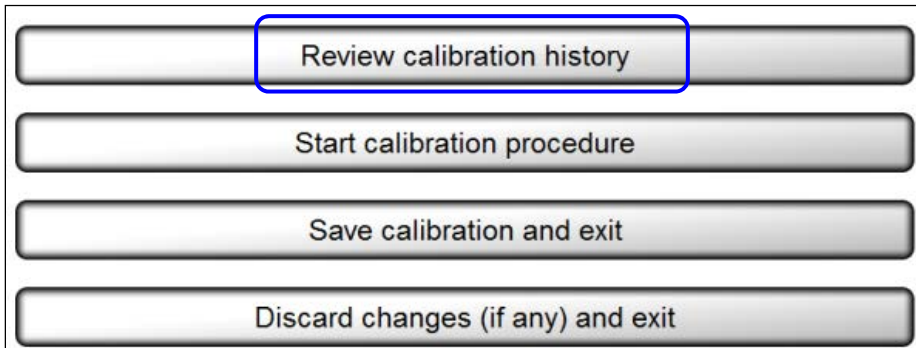 Review calibration history
Start calibration procedure
Save calibration and exit
Discard changes (if any) and exit